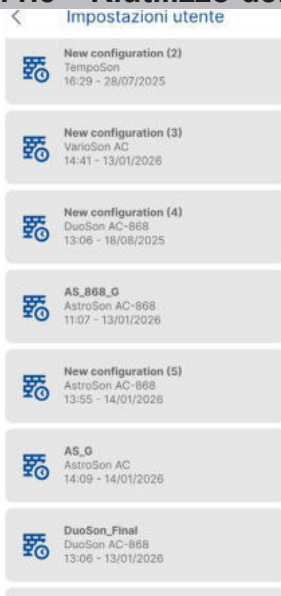 Impostazioni utente
New configuration (2)
TempoSon
16:29 - 28/07/2025
New configuration (3)
VarioSon AC
14:41 - 13/01/2026
New configuration (4)
DuoSon AC-868
13:06 - 18/08/2025
AS_868_G
AstroSon AC-868
11:07 - 13/01/2026
New configuration (5)
AstroSon AC-868
13:55 - 14/01/2026
AS_G
AstroSon AC
14:09 - 14/01/2026
DuoSon_Final
DuoSon AC-868
13:06 - 13/01/2026